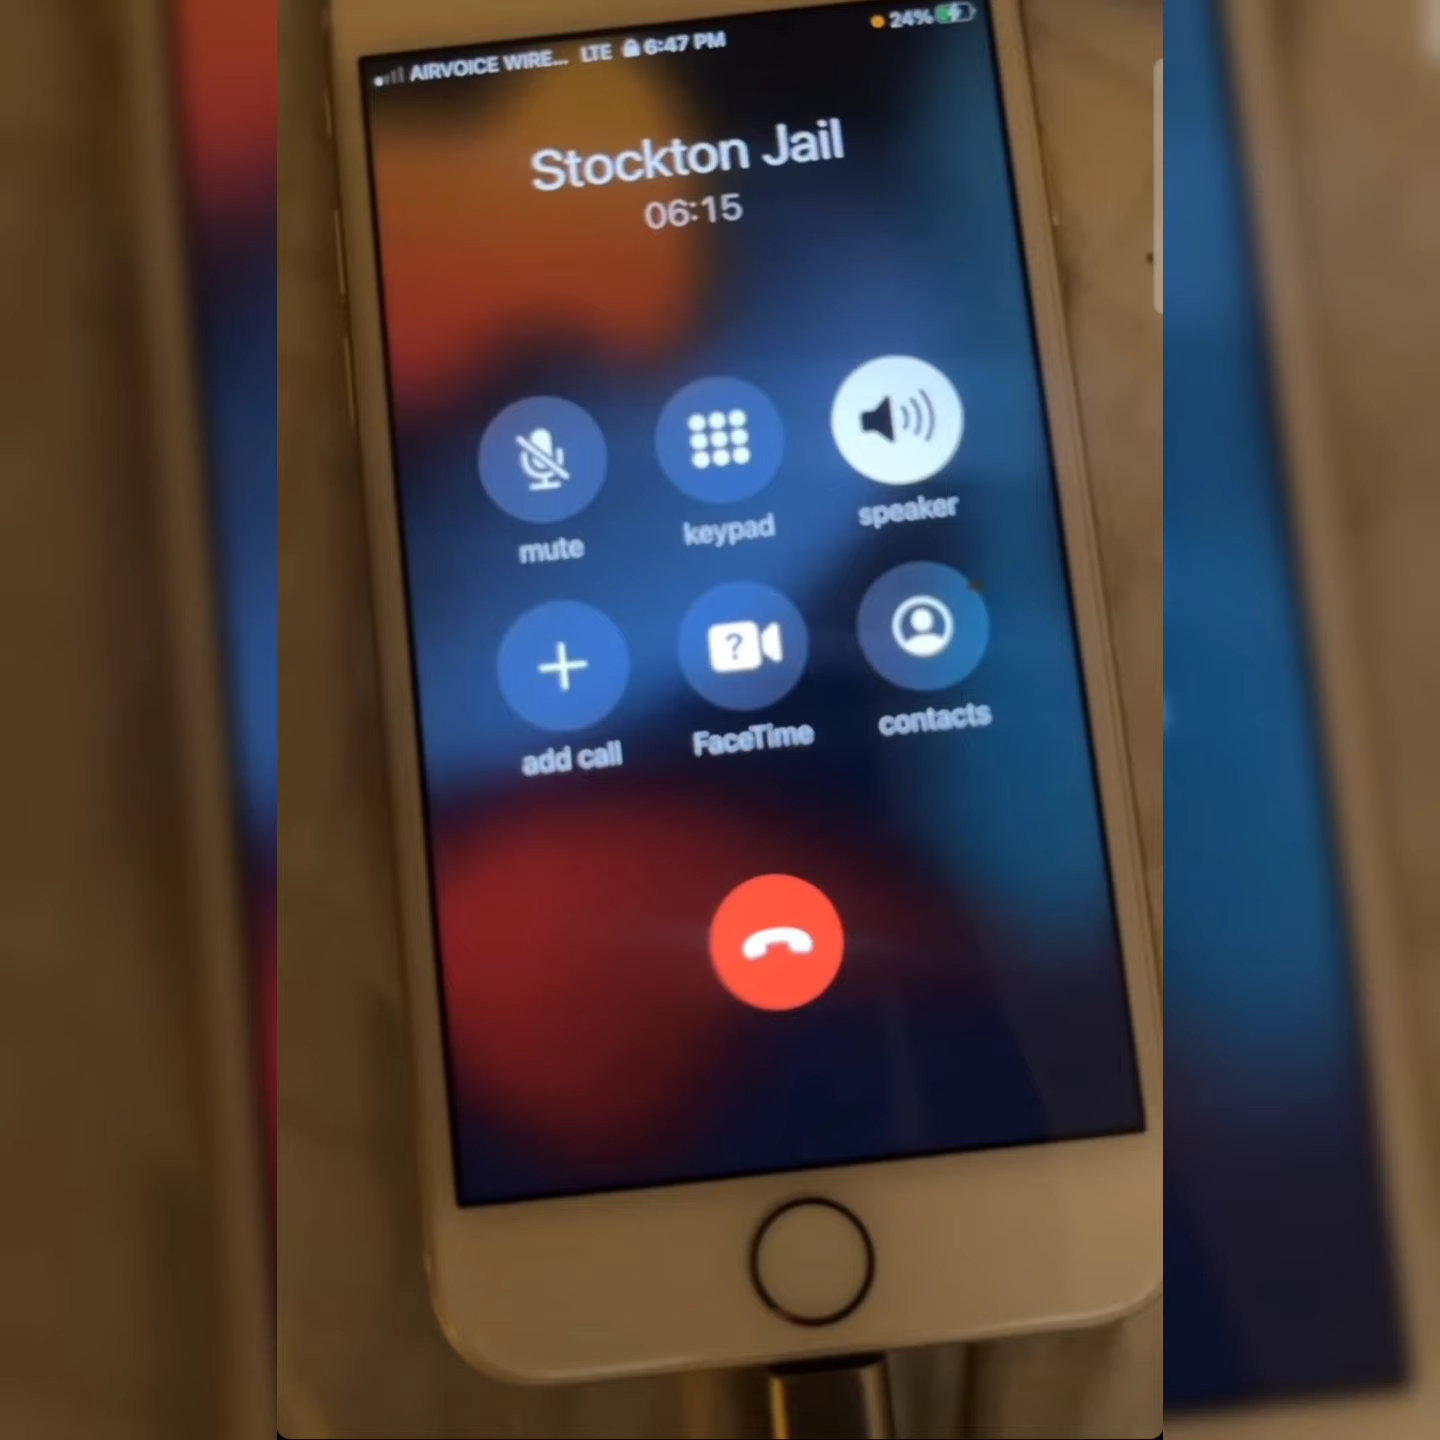 AIRVOICE WIRE... LTE 6:47 PM 24%
Stockton Jail
06:15
mute keypad speaker
?
add call FaceTime contacts